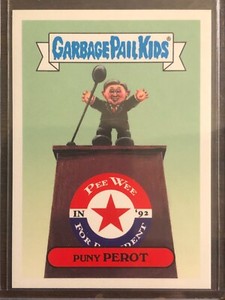 GARBAGE PAIL KIDS®
PEE WEE
IN '92
FOR PRESIDENT
PUNY PEROT